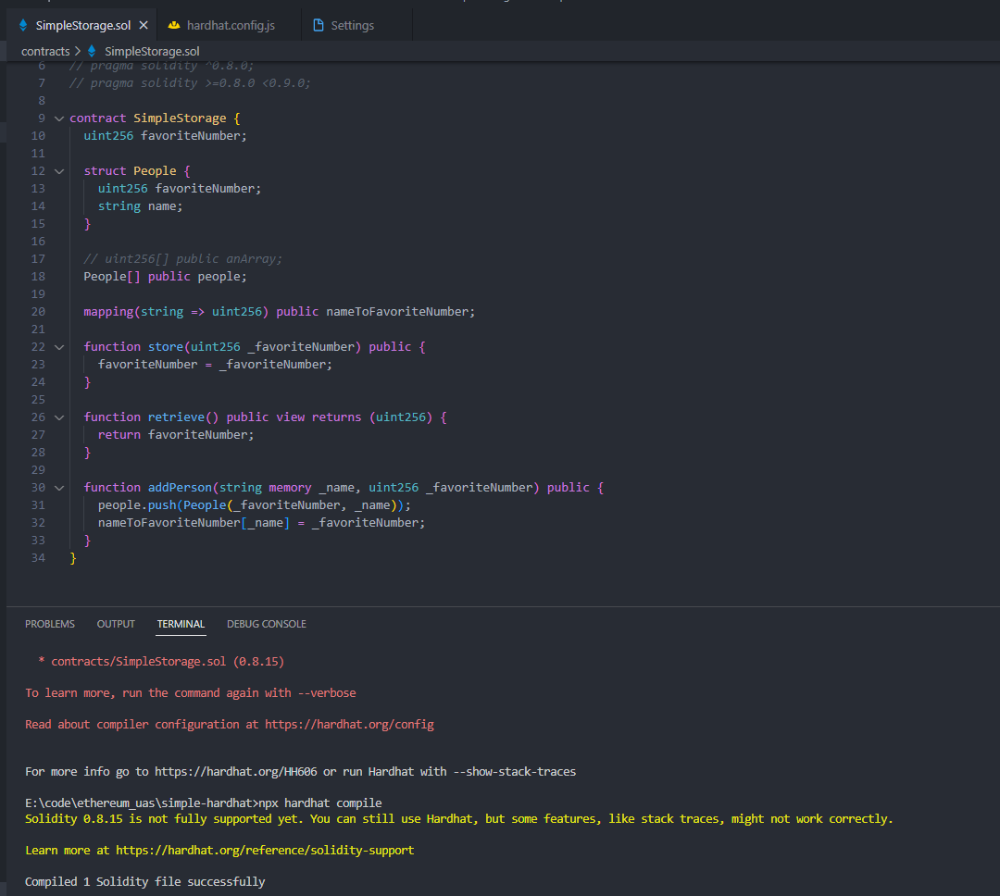 SimpleStorage.sol hardhat.config.js Settings
contracts > SimpleStorage.sol
6 // pragma solidity ^0.8.0;
7 // pragma solidity >=0.8.0 <0.9.0;
8
9 contract SimpleStorage {
10 uint256 favoriteNumber;
11
12 struct People {
13 uint256 favoriteNumber;
14 string name;
15 }
16
17 // uint256[] public anArray;
18 People[] public people;
19
20 mapping(string => uint256) public nameToFavoriteNumber;
21
22 function store(uint256 _favoriteNumber) public {
23 favoriteNumber = _favoriteNumber;
24 }
25
26 function retrieve() public view returns (uint256) {
27 return favoriteNumber;
28 }
29
30 function addPerson(string memory _name, uint256 _favoriteNumber) public {
31 people.push(People(_favoriteNumber, _name));
32 nameToFavoriteNumber[_name] = _favoriteNumber;
33 }
34 }
PROBLEMS OUTPUT TERMINAL DEBUG CONSOLE
* contracts/SimpleStorage.sol (0.8.15)
To learn more, run the command again with --verbose
Read about compiler configuration at https://hardhat.org/config
For more info go to https://hardhat.org/HH606 or run Hardhat with --show-stack-traces
E:\code\ethereum_uas\simple-hardhat>npx hardhat compile
Solidity 0.8.15 is not fully supported yet. You can still use Hardhat, but some features, like stack traces, might not work correctly.
Learn more at https://hardhat.org/reference/solidity-support
Compiled 1 Solidity file successfully